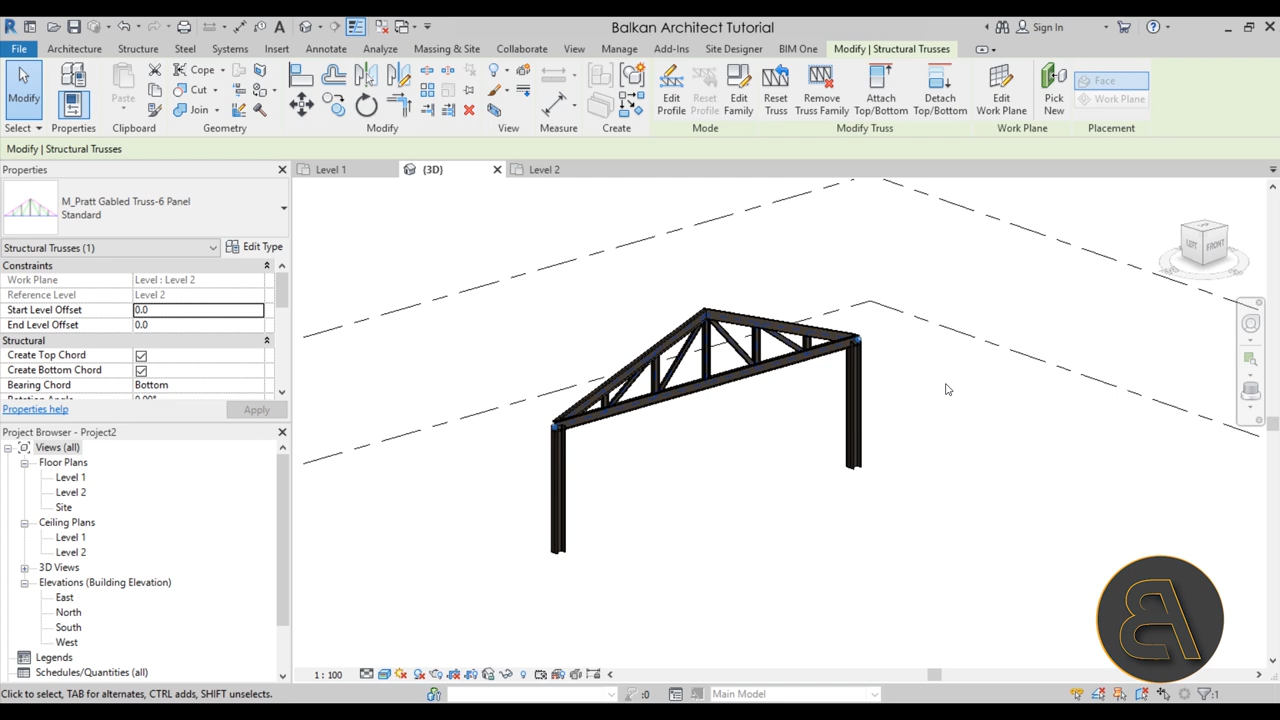 Balkan Architect Tutorial
Sign In
File Architecture Structure Steel Systems Insert Annotate Analyze Massing & Site Collaborate View Manage Add-Ins Site Designer BIM One Modify | Structural Trusses
Modify
Properties
Paste
Cope
Cut
Join
Edit Profile
Reset Profile
Edit Family
Reset Truss
Remove Truss Family
Attach Top/Bottom
Detach Top/Bottom
Edit Work Plane
Pick New
Face
Work Plane
Select Properties Clipboard Geometry Modify View Measure Create Mode Modify Truss Work Plane Placement
Modify | Structural Trusses
Properties
Level 1
{3D}
Level 2
M_Pratt Gabled Truss-6 Panel
Standard
Structural Trusses (1)
Edit Type
Constraints
Work Plane Level : Level 2
Reference Level Level 2
Start Level Offset 0.0
End Level Offset 0.0
Structural
Create Top Chord
Create Bottom Chord
Bearing Chord Bottom
Rotation Angle 0.00°
Properties help
Apply
LEFT FRONT
Project Browser - Project2
Views (all)
Floor Plans
Level 1
Level 2
Site
Ceiling Plans
Level 1
Level 2
3D Views
Elevations (Building Elevation)
East
North
South
West
Legends
Schedules/Quantities (all)
1 : 100
Click to select, TAB for alternates, CTRL adds, SHIFT unselects.
:0
Main Model
:1